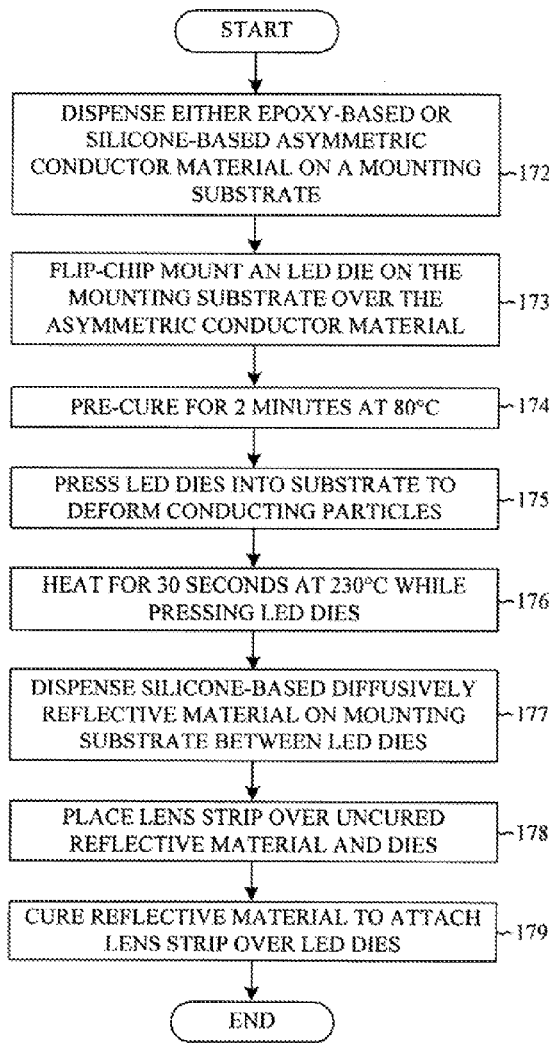 START
DISPENSE EITHER EPOXY-BASED OR
SILICONE-BASED ASYMMETRIC
CONDUCTOR MATERIAL ON A MOUNTING
SUBSTRATE
172
FLIP-CHIP MOUNT AN LED DIE ON THE
MOUNTING SUBSTRATE OVER THE
ASYMMETRIC CONDUCTOR MATERIAL
173
PRE-CURE FOR 2 MINUTES AT 80°C
174
PRESS LED DIES INTO SUBSTRATE TO
DEFORM CONDUCTING PARTICLES
175
HEAT FOR 30 SECONDS AT 230°C WHILE
PRESSING LED DIES
176
DISPENSE SILICONE-BASED DIFFUSIVELY
REFLECTIVE MATERIAL ON MOUNTING
SUBSTRATE BETWEEN LED DIES
177
PLACE LENS STRIP OVER UNCURED
REFLECTIVE MATERIAL AND DIES
178
CURE REFLECTIVE MATERIAL TO ATTACH
LENS STRIP OVER LED DIES
179
END